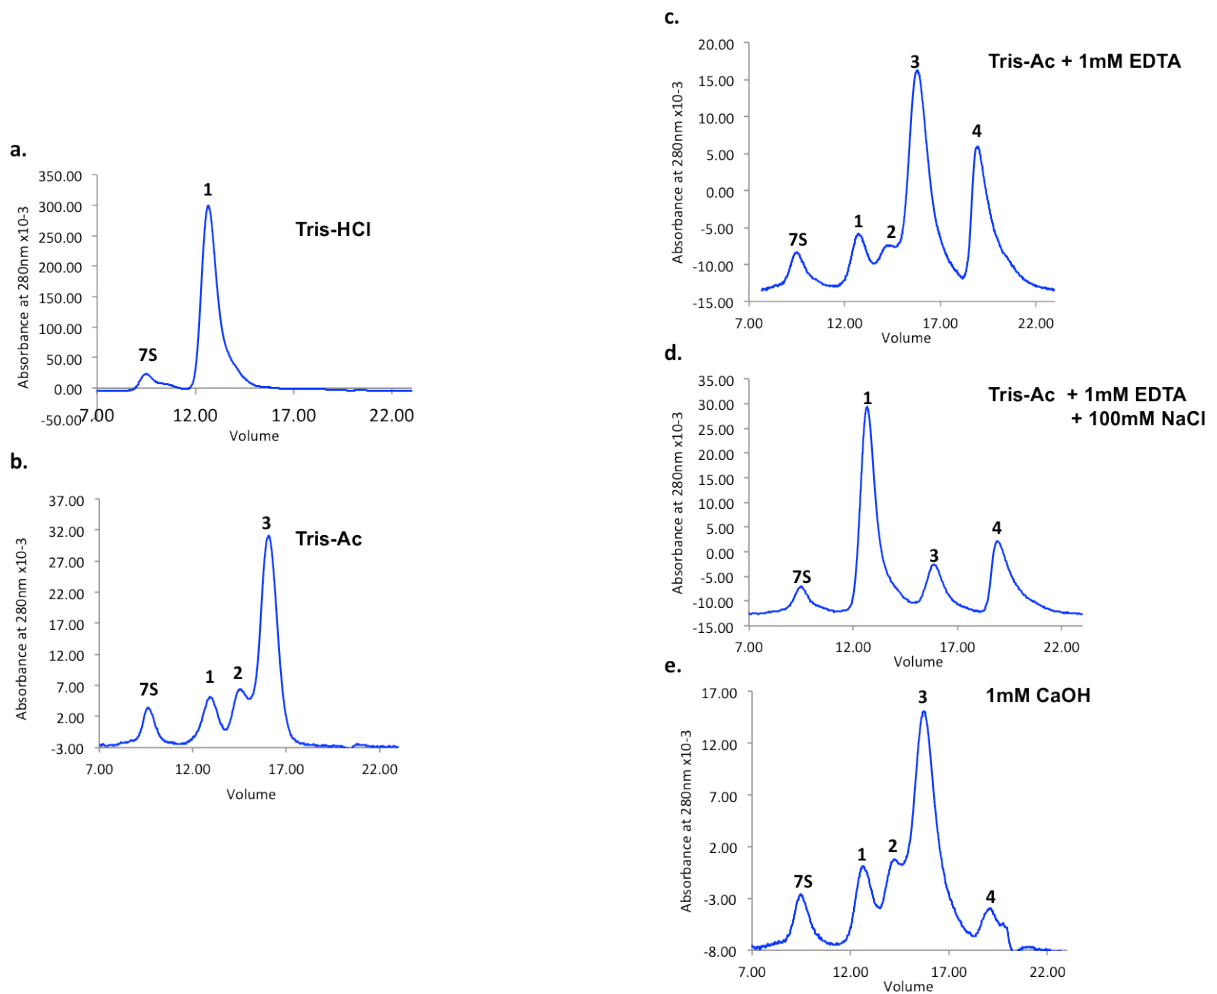 a.
350.00
300.00
250.00
200.00
150.00
100.00
50.00
0.00
-50.00
7.00 12.00 17.00 22.00
Volume
Absorbance at 280nm x10-3
7S
1
Tris-HCl
b.
37.00
32.00
27.00
22.00
17.00
12.00
7.00
2.00
-3.00
7.00 12.00 17.00 22.00
Volume
Absorbance at 280nm x10-3
7S
1
2
3
Tris-Ac
c.
20.00
15.00
10.00
5.00
0.00
-5.00
-10.00
-15.00
7.00 12.00 17.00 22.00
Volume
Absorbance at 280nm x10-3
7S
1
2
3
4
Tris-Ac + 1mM EDTA
d.
35.00
30.00
25.00
20.00
15.00
10.00
5.00
0.00
-5.00
-10.00
-15.00
7.00 12.00 17.00 22.00
Volume
Absorbance at 280nm x10-3
7S
1
3
4
Tris-Ac + 1mM EDTA
+ 100mM NaCl
e.
17.00
12.00
7.00
2.00
-3.00
-8.00
7.00 12.00 17.00 22.00
Volume
Absorbance at 280nm x10-3
7S
1
2
3
4
1mM CaOH